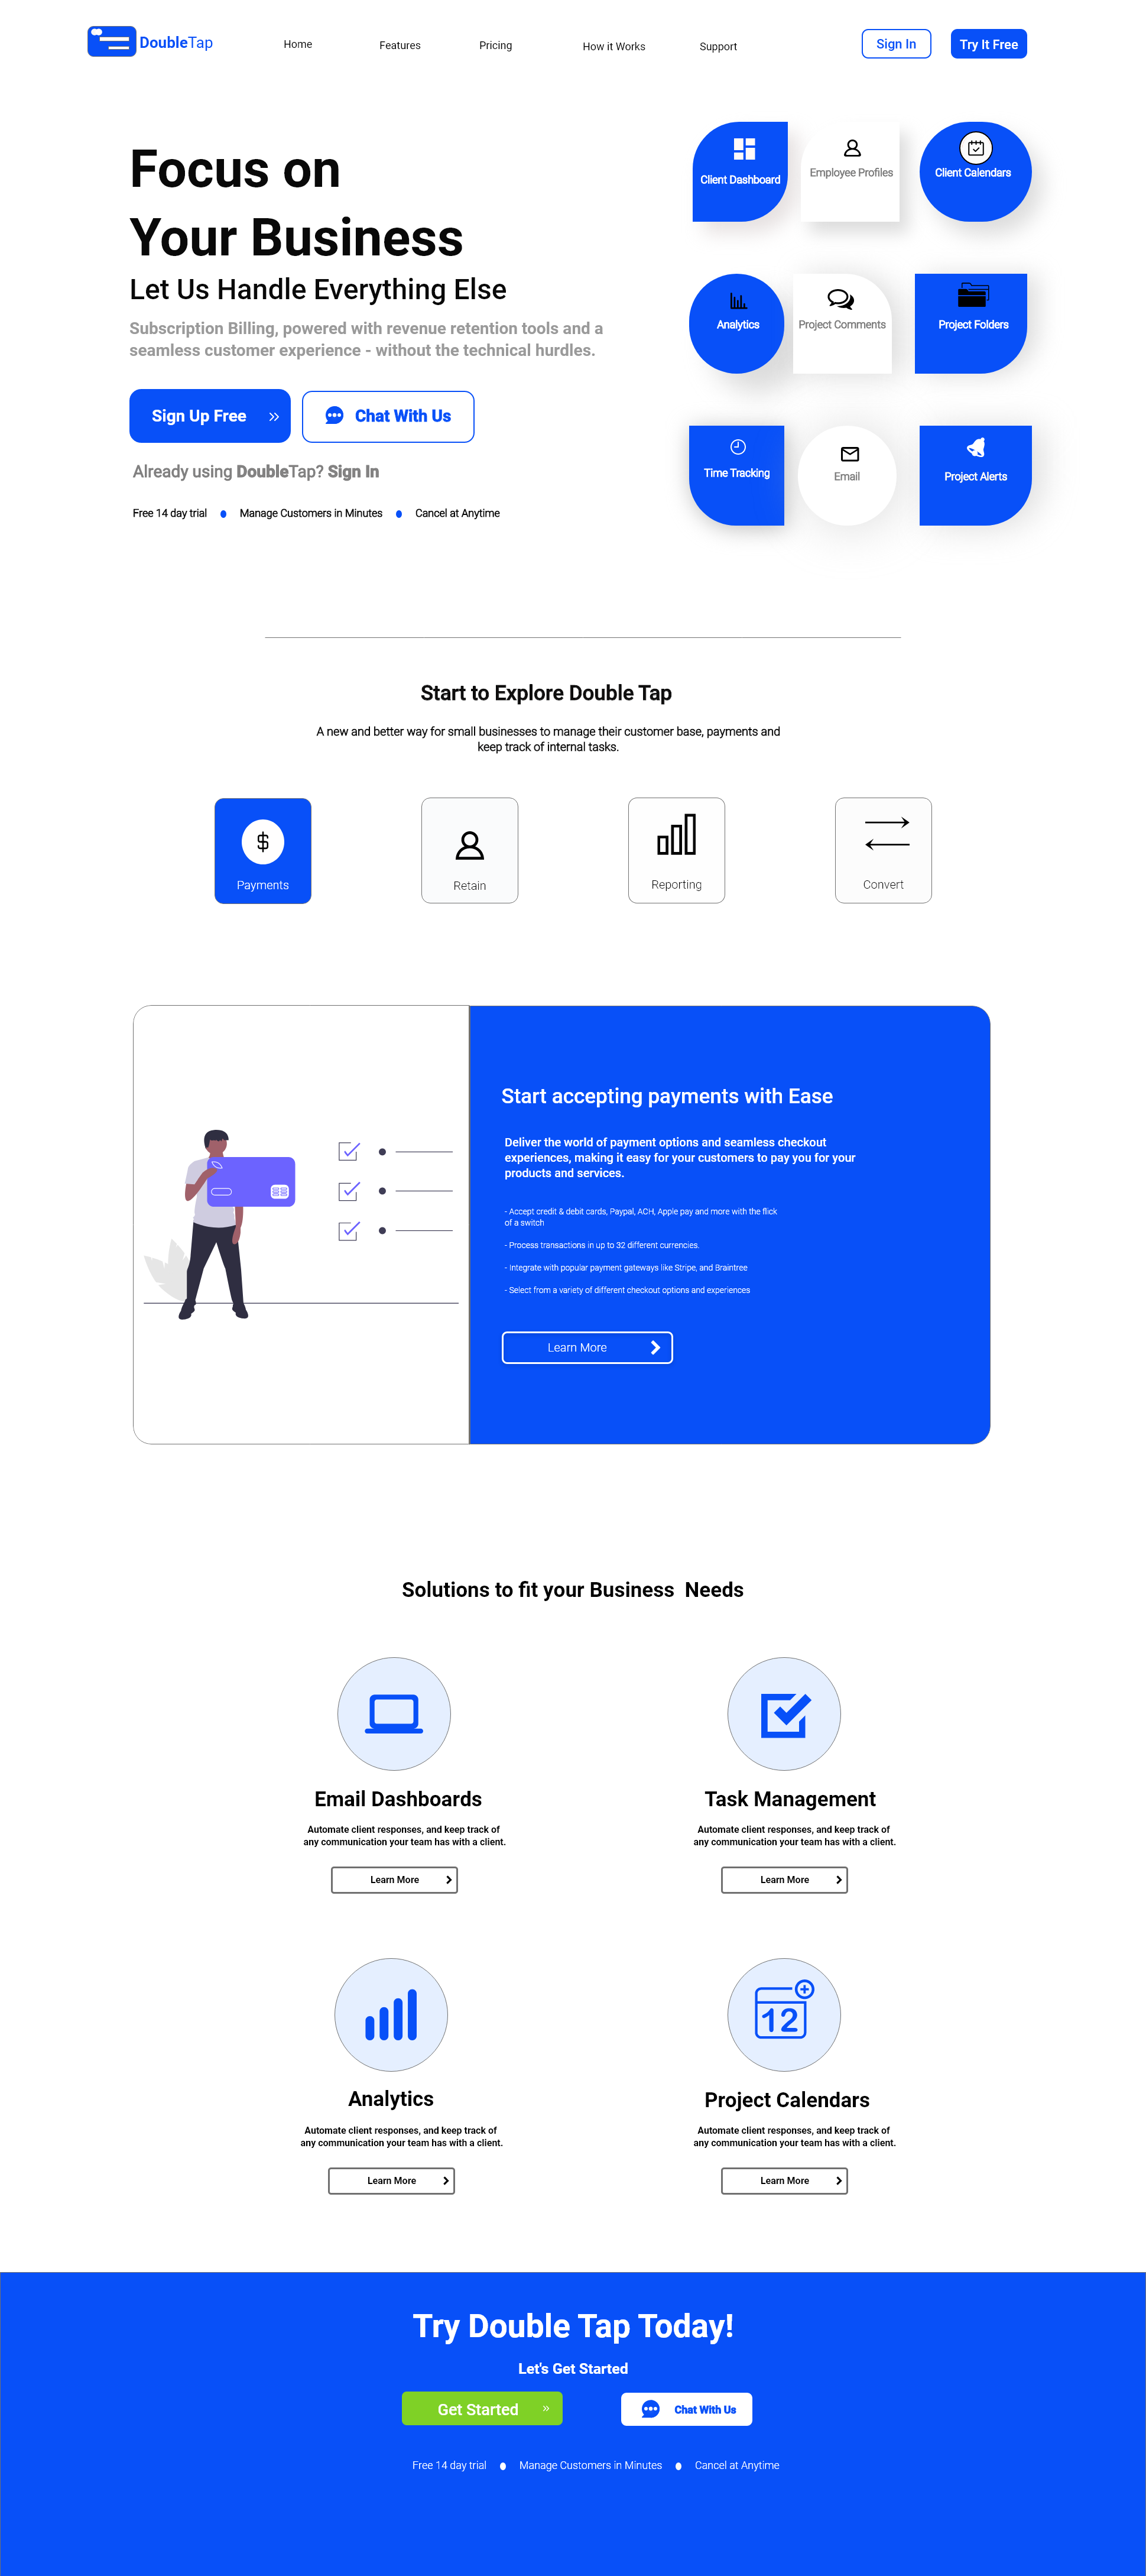 DoubleTap
Home
Features
Pricing
How it Works
Support
Sign In
Try It Free
Focus on
Your Business
Let Us Handle Everything Else
Subscription Billing, powered with revenue retention tools and a
seamless customer experience - without the technical hurdles.
Sign Up Free
Chat With Us
Already using DoubleTap? Sign In
Free 14 day trial
Manage Customers in Minutes
Cancel at Anytime
Client Dashboard
Employee Profiles
Client Calendars
Analytics
Project Comments
Project Folders
Time Tracking
Email
Project Alerts
Start to Explore Double Tap
A new and better way for small businesses to manage their customer base, payments and
keep track of internal tasks.
$
Payments
Retain
Reporting
Convert
Start accepting payments with Ease
Deliver the world of payment options and seamless checkout
experiences, making it easy for your customers to pay you for your
products and services.
- Accept credit & debit cards, Paypal, ACH, Apple pay and more with the flick
of a switch
- Process transactions in up to 32 different currencies.
- Integrate with popular payment gateways like Stripe, and Braintree
- Select from a variety of different checkout options and experiences
Learn More
Solutions to fit your Business Needs
Email Dashboards
Automate client responses, and keep track of
any communication your team has with a client.
Learn More
Task Management
Automate client responses, and keep track of
any communication your team has with a client.
Learn More
Analytics
Automate client responses, and keep track of
any communication your team has with a client.
Learn More
12
Project Calendars
Automate client responses, and keep track of
any communication your team has with a client.
Learn More
Try Double Tap Today!
Let's Get Started
Get Started
Chat With Us
Free 14 day trial
Manage Customers in Minutes
Cancel at Anytime